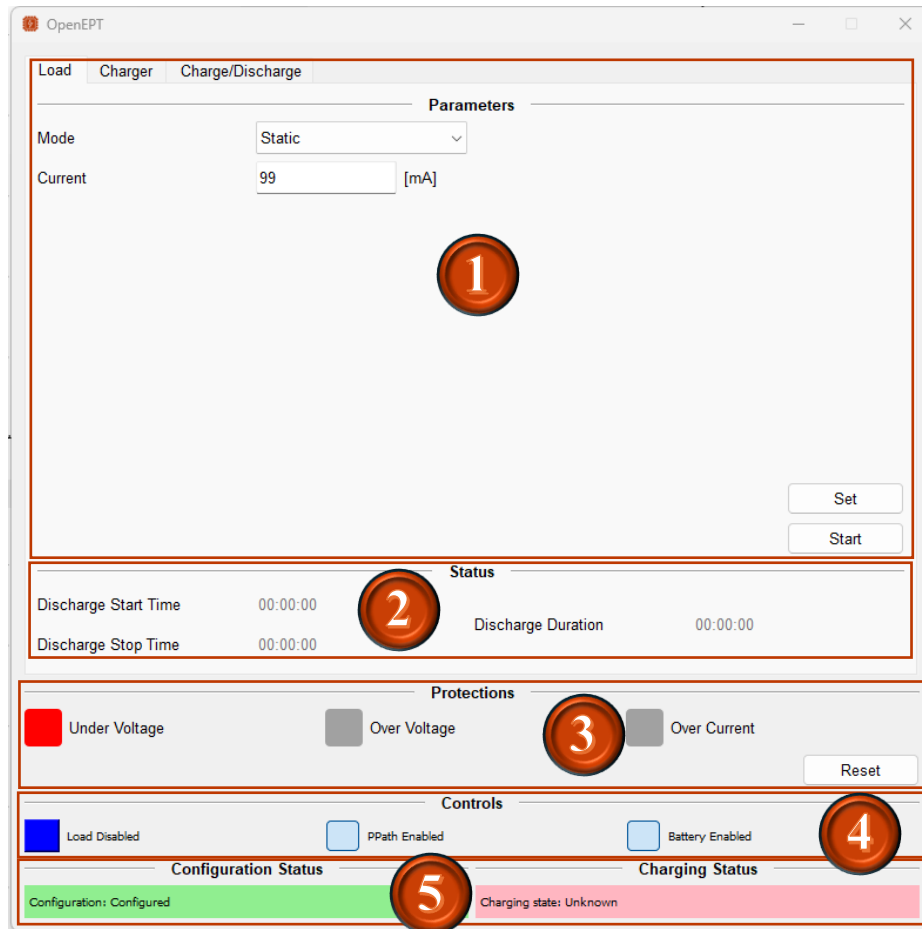 OpenEPT
Load Charger Charge/Discharge
Parameters
Mode Static
Current 99 [mA]
1
Set
Start
Status
Discharge Start Time 00:00:00
2
Discharge Duration 00:00:00
Discharge Stop Time 00:00:00
Protections
Under Voltage Over Voltage 3 Over Current
Reset
Controls
Load Disabled PPath Enabled Battery Enabled 4
Configuration Status Charging Status
Configuration: Configured 5 Charging state: Unknown